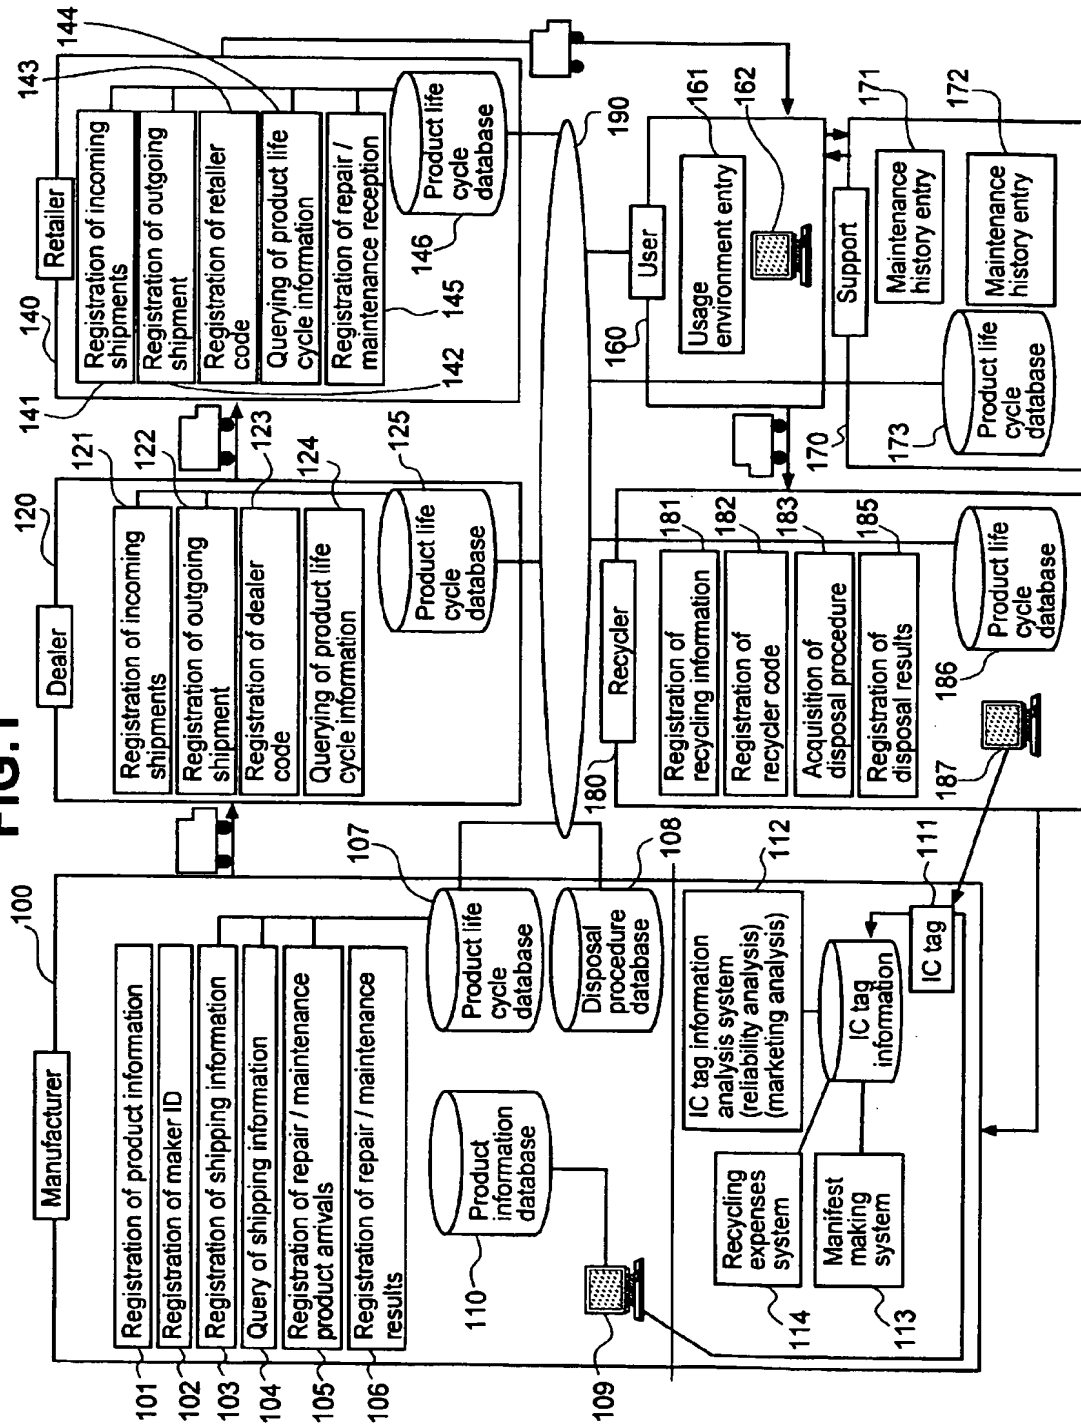 FIG.1
100
Manufacturer
101
Registration of product information
102
Registration of maker ID
103
Registration of shipping information
104
Query of shipping information
105
Registration of repair / maintenance
product arrivals
106
Registration of repair / maintenance
results
107
Product life
cycle
database
108
Disposal
procedure
database
110
Product
information
database
109
112
IC tag information
analysis system
(reliability analysis)
(marketing analysis)
111
IC tag
IC tag
information
Recycling
expenses
system
114
Manifest
making
system
113
120
Dealer
121
Registration of incoming
shipments
122
Registration of outgoing
shipment
123
Registration of dealer
code
124
Querying of product life
cycle information
125
Product life
cycle
database
140
Retailer
141
Registration of incoming
shipments
142
Registration of outgoing
shipment
143
Registration of retailer
code
144
Querying of product life
cycle information
145
Registration of repair /
maintenance reception
146
Product life
cycle
database
190
160
User
161
Usage
environment entry
162
170
Support
171
Maintenance
history entry
172
Maintenance
history entry
173
Product life
cycle
database
180
Recycler
181
Registration of
recycling information
182
Registration of
recycler code
183
Acquisition of
disposal procedure
185
Registration of
disposal results
186
Product life
cycle
database
187